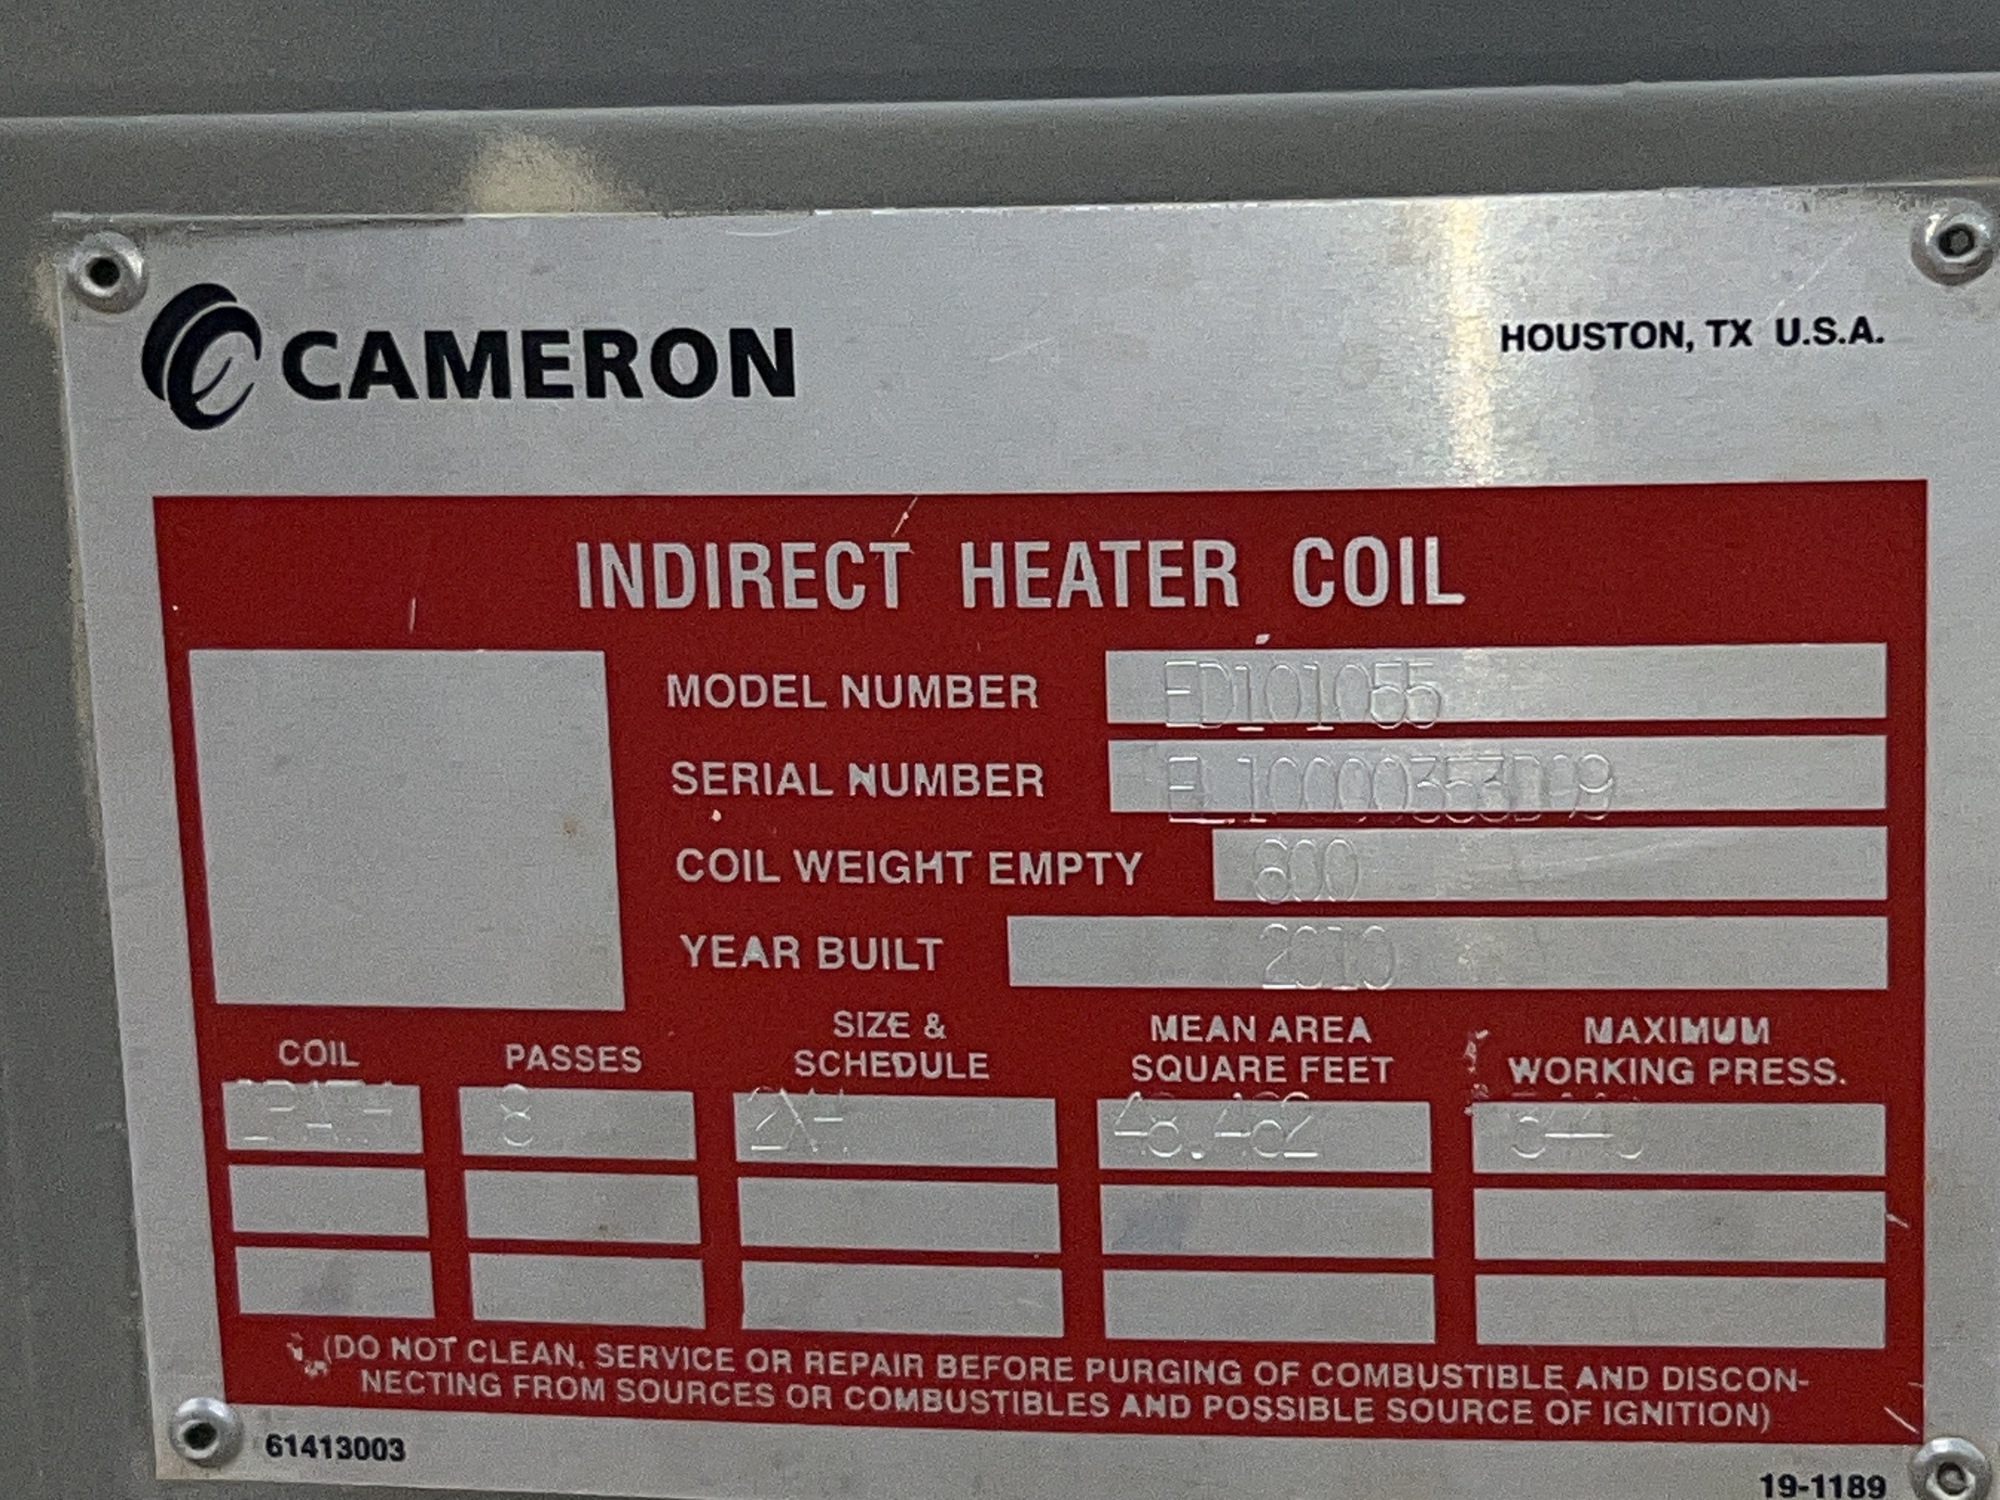 CAMERON
HOUSTON, TX U.S.A.
INDIRECT HEATER COIL
MODEL NUMBER
SERIAL NUMBER
COIL WEIGHT EMPTY 600
YEAR BUILT 2010
COIL PASSES SIZE & SCHEDULE MEAN AREA SQUARE FEET MAXIMUM WORKING PRESS.
8 48.462
(DO NOT CLEAN, SERVICE OR REPAIR BEFORE PURGING OF COMBUSTIBLE AND DISCON-
NECTING FROM SOURCES OR COMBUSTIBLES AND POSSIBLE SOURCE OF IGNITION)
61413003
19-1189